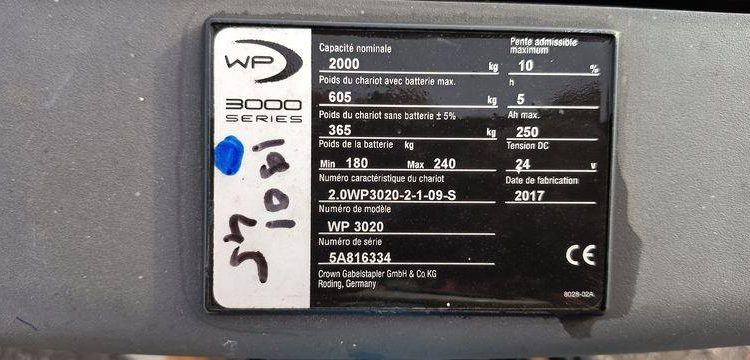 WP
3000
SERIES
Capacité nominale
2000 kg
Pente admissible
maximum
10 %
Poids du chariot avec batterie max.
605 kg
h
5
Poids du chariot sans batterie ± 5%
365 kg
Ah max.
250
Poids de la batterie kg
Min 180 Max 240
Tension DC
24 v
Numéro caractéristique du chariot
2.0WP3020-2-1-09-S
Date de fabrication
2017
Numéro de modèle
WP 3020
Numéro de série
5A816334
Crown Gabelstapler GmbH & Co KG
Roding, Germany
CE
8028-02A